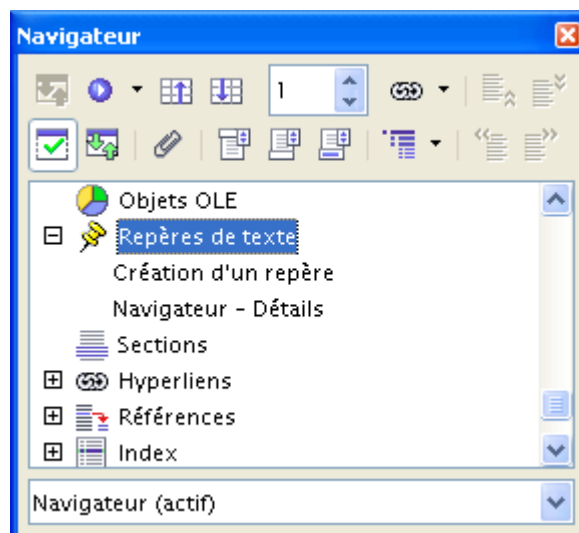 Navigateur
1
Objets OLE
Repères de texte
Création d'un repère
Navigateur - Détails
Sections
Hyperliens
Références
Index
Navigateur (actif)